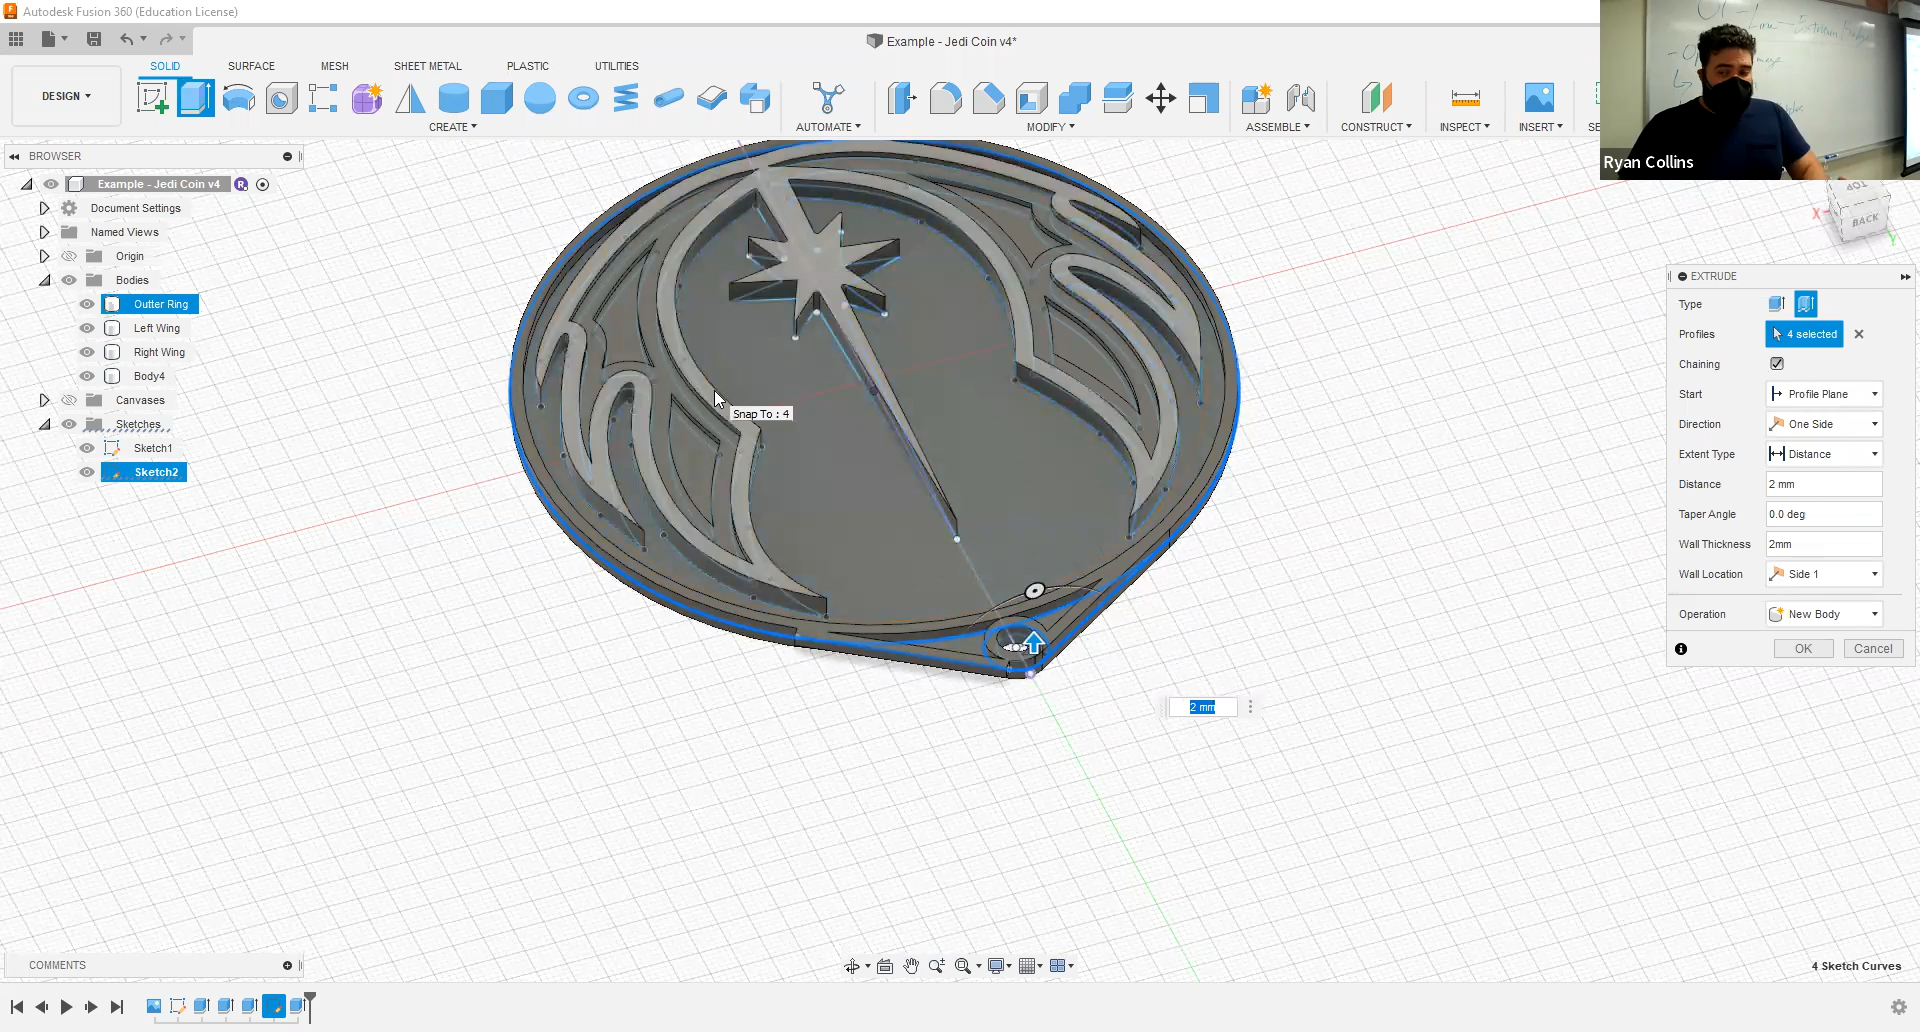 Autodesk Fusion 360 (Education License)
Example - Jedi Coin v4*
SOLID SURFACE MESH SHEET METAL PLASTIC UTILITIES
DESIGN
CREATE AUTOMATE MODIFY ASSEMBLE CONSTRUCT INSPECT INSERT SE
Ryan Collins
BROWSER
Example - Jedi Coin v4
R
Document Settings
Named Views
Origin
Bodies
Outter Ring
Left Wing
Right Wing
Body4
Canvases
Sketches
Sketch1
Sketch2
Snap To : 4
2 mm
TOP
BACK
X
Y
EXTRUDE
Type
Profiles 4 selected
Chaining
Start Profile Plane
Direction One Side
Extent Type Distance
Distance 2 mm
Taper Angle 0.0 deg
Wall Thickness 2mm
Wall Location Side 1
Operation New Body
OK Cancel
COMMENTS
4 Sketch Curves